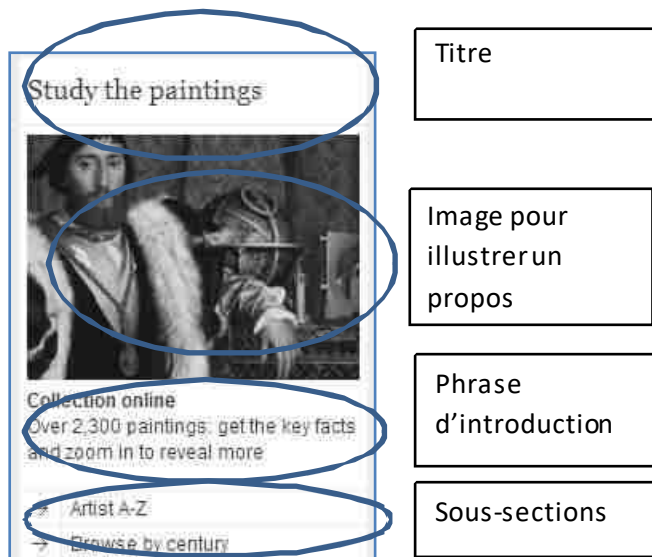 Study the paintings
Titre
Image pour
illustrer un
propos
Collection online
Over 2,300 paintings: get the key facts
and zoom in to reveal more
Phrase
d'introduction
Artist A-Z
Browse by century
Sous-sections